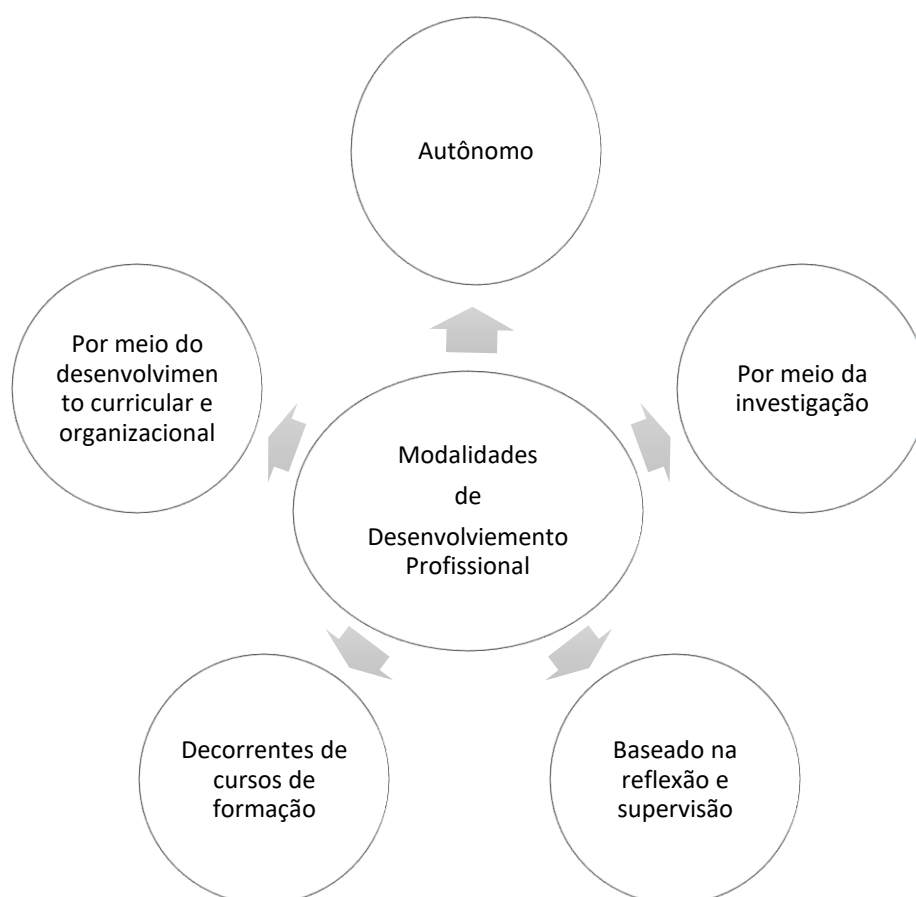 Autônomo
Por meio do
desenvolvimen
to curricular e
organizacional
Por meio da
investigação
Modalidades
de
Desenvolviemento
Profissional
Decorrentes de
cursos de
formação
Baseado na
reflexão e
supervisão